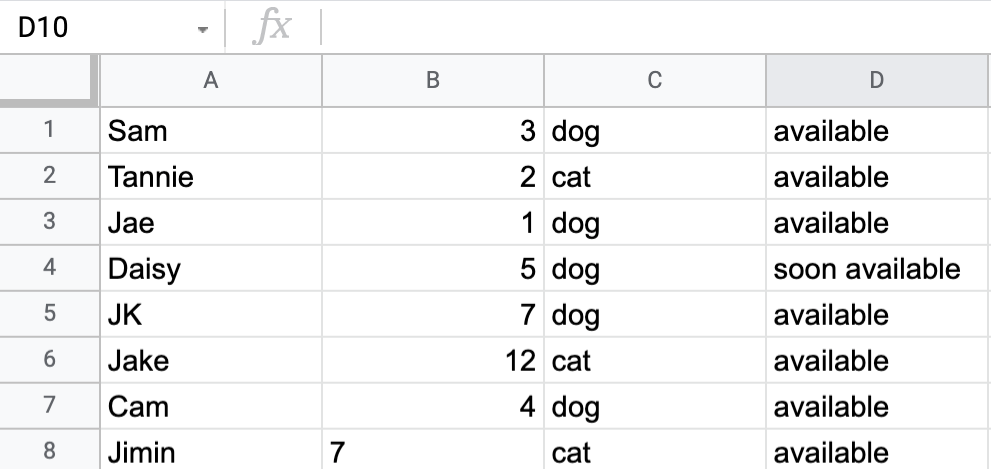 D10 fx
A B C D
1 Sam 3 dog available
2 Tannie 2 cat available
3 Jae 1 dog available
4 Daisy 5 dog soon available
5 JK 7 dog available
6 Jake 12 cat available
7 Cam 4 dog available
8 Jimin 7 cat available